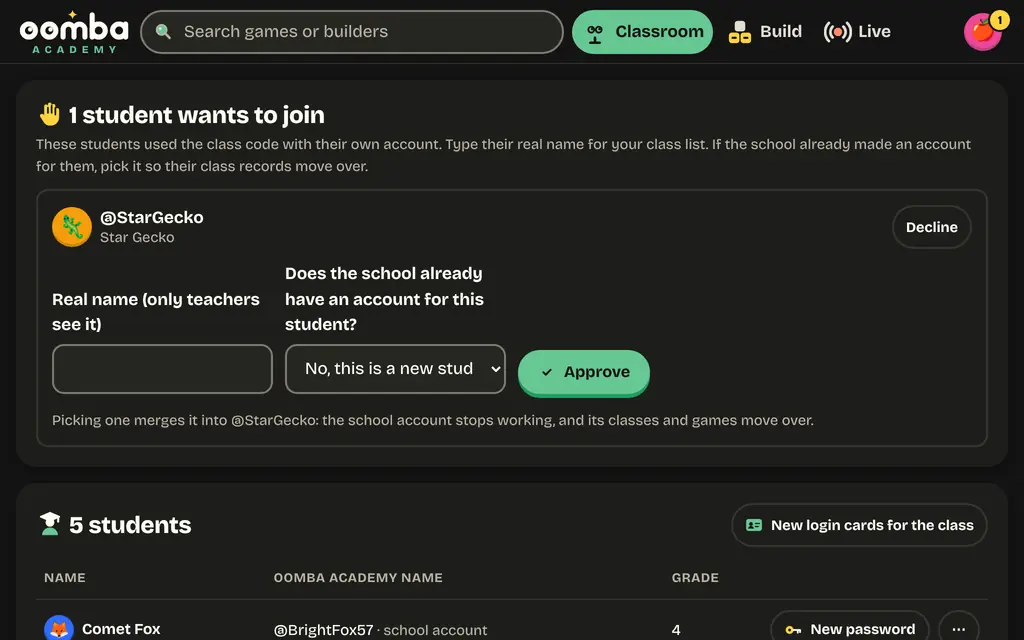 oomba
ACADEMY
Search games or builders
Classroom
Build
Live
1
1 student wants to join
These students used the class code with their own account. Type their real name for your class list. If the school already made an account
for them, pick it so their class records move over.
@StarGecko
Star Gecko
Decline
Real name (only teachers
see it)
Does the school already
have an account for this
student?
No, this is a new stud
Approve
Picking one merges it into @StarGecko: the school account stops working, and its classes and games move over.
5 students
New login cards for the class
NAME
OOMBA ACADEMY NAME
GRADE
Comet Fox
@BrightFox57 · school account
4
New password
···